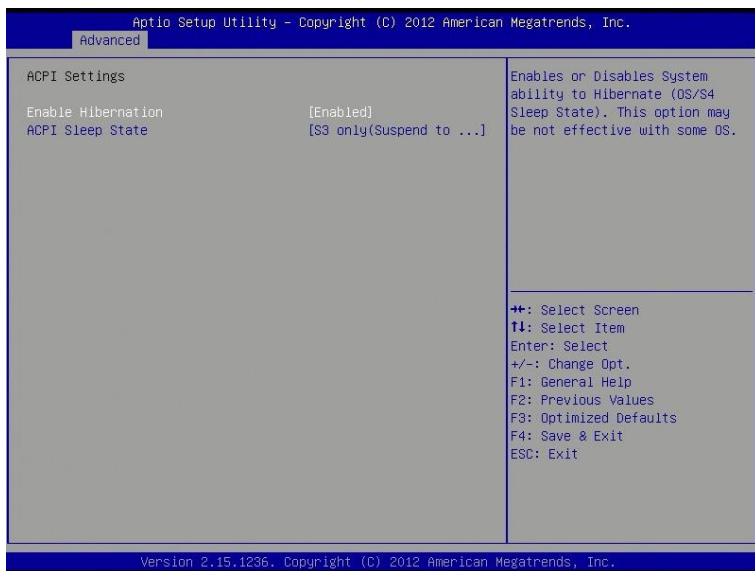 Aptio Setup Utility – Copyright (C) 2012 American Megatrends, Inc.
Advanced
ACPI Settings
Enable Hibernation [Enabled]
ACPI Sleep State [S3 only(Suspend to ...]
Enables or Disables System
ability to Hibernate (OS/S4
Sleep State). This option may
be not effective with some OS.
→←: Select Screen
↑↓: Select Item
Enter: Select
+/-: Change Opt.
F1: General Help
F2: Previous Values
F3: Optimized Defaults
F4: Save & Exit
ESC: Exit
Version 2.15.1236. Copyright (C) 2012 American Megatrends, Inc.